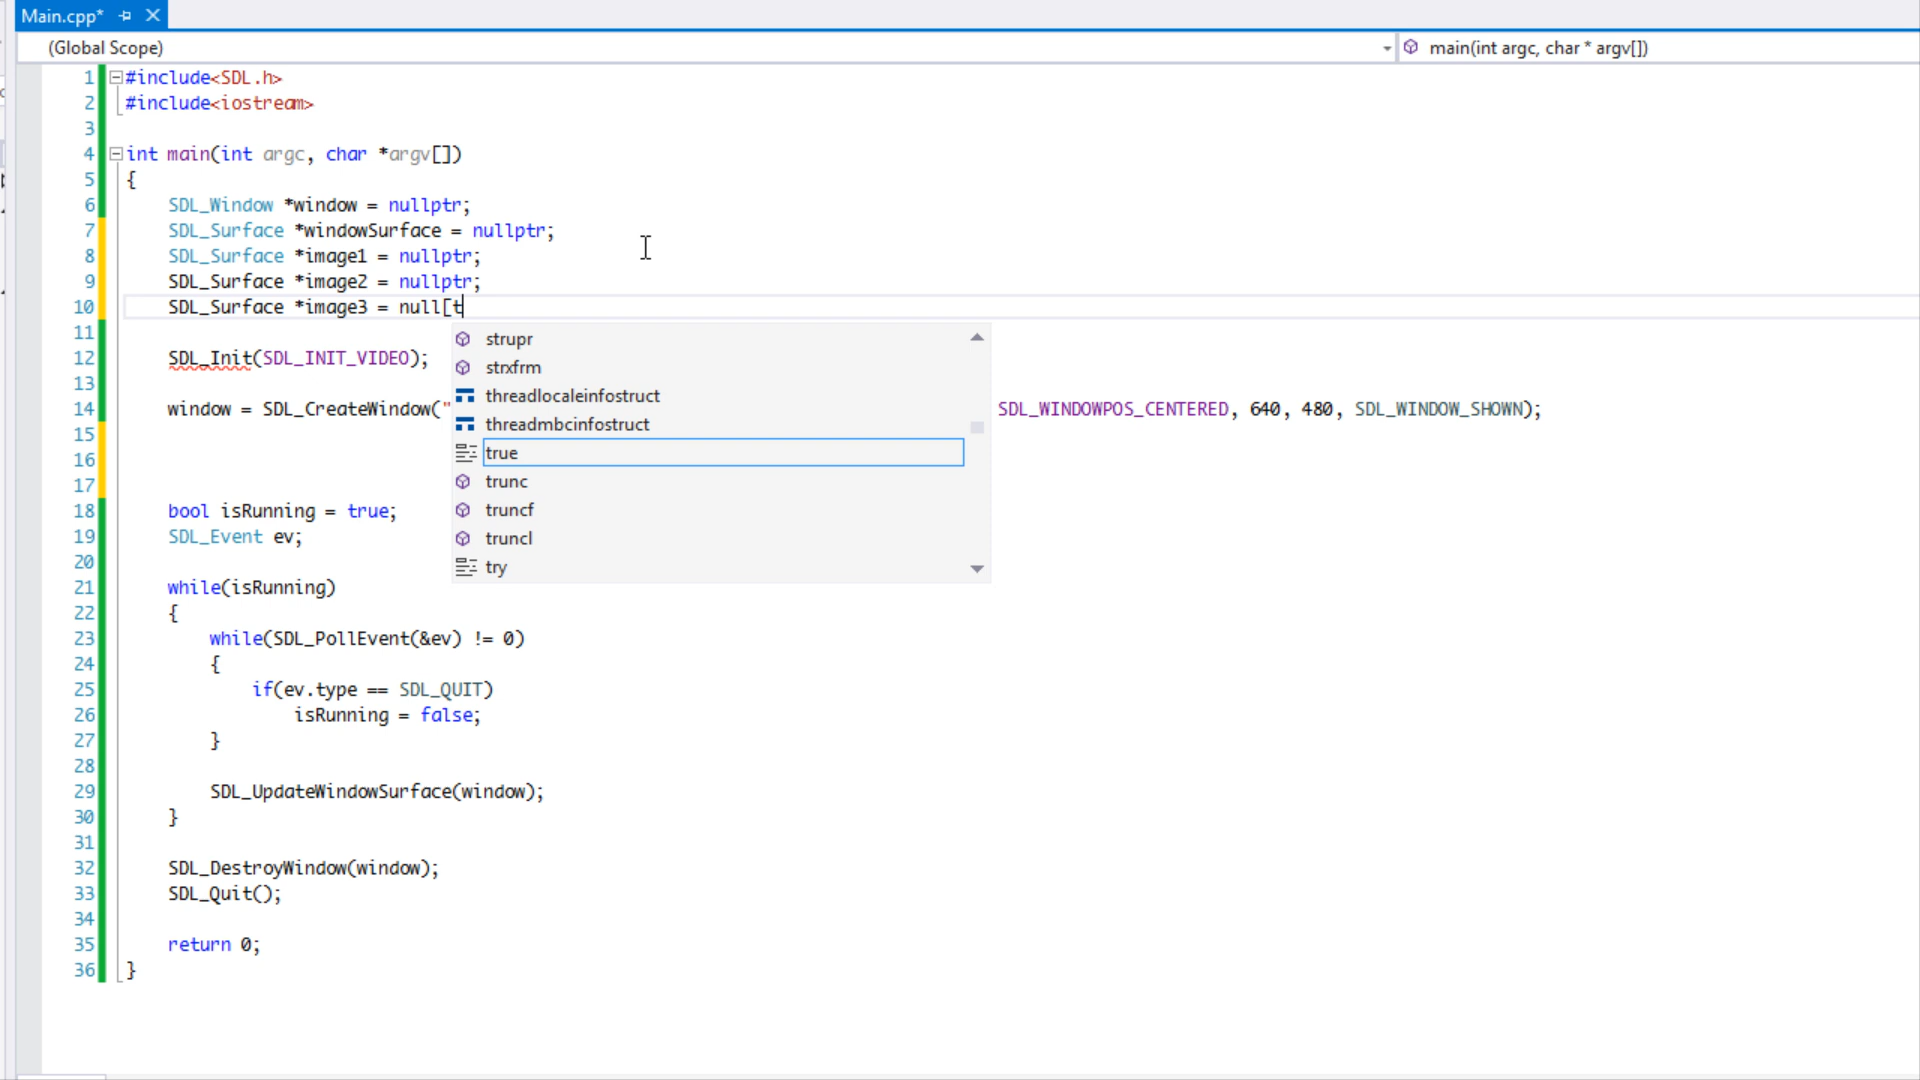 Main.cpp*
(Global Scope)
main(int argc, char * argv[])
1 #include<SDL.h>
2 #include<iostream>
3
4 int main(int argc, char *argv[])
5 {
6 SDL_Window *window = nullptr;
7 SDL_Surface *windowSurface = nullptr;
8 SDL_Surface *image1 = nullptr;
9 SDL_Surface *image2 = nullptr;
10 SDL_Surface *image3 = null[t
11
12 SDL_Init(SDL_INIT_VIDEO);
13
14 window = SDL_CreateWindow(" SDL_WINDOWPOS_CENTERED, 640, 480, SDL_WINDOW_SHOWN);
15
16
17
18 bool isRunning = true;
19 SDL_Event ev;
20
21 while(isRunning)
22 {
23 while(SDL_PollEvent(&ev) != 0)
24 {
25 if(ev.type == SDL_QUIT)
26 isRunning = false;
27 }
28
29 SDL_UpdateWindowSurface(window);
30 }
31
32 SDL_DestroyWindow(window);
33 SDL_Quit();
34
35 return 0;
36 }
strupr
strxfrm
threadlocaleinfostruct
threadmbcinfostruct
true
trunc
truncf
truncl
try